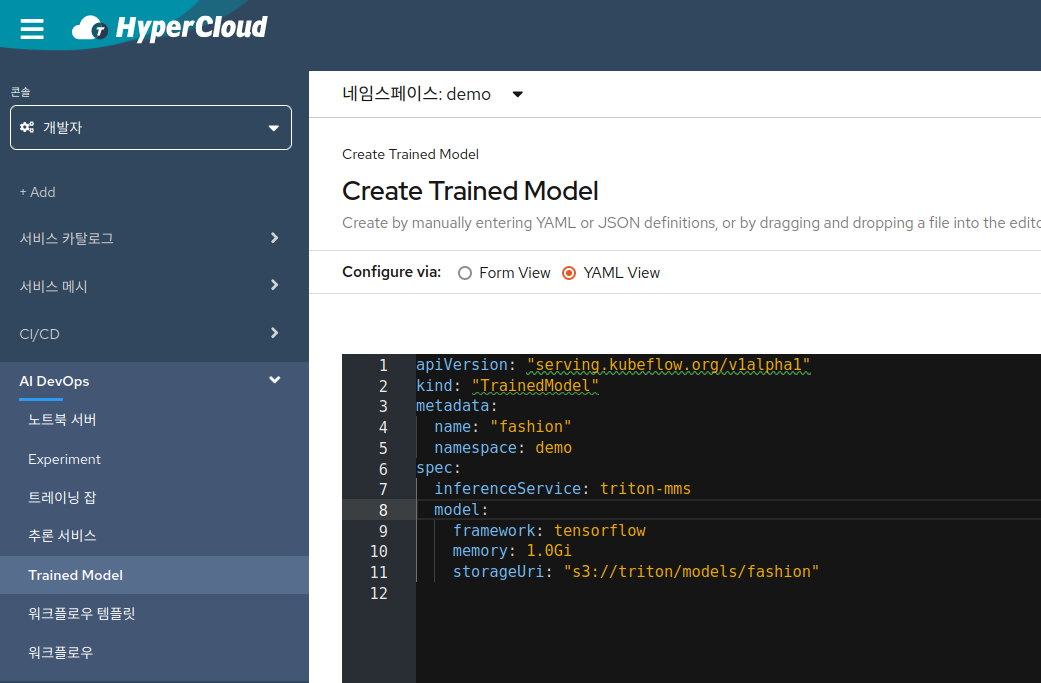 HyperCloud
콘솔
개발자
+ Add
서비스 카탈로그
서비스 메시
CI/CD
AI DevOps
노트북 서버
Experiment
트레이닝 잡
추론 서비스
Trained Model
워크플로우 템플릿
워크플로우
네임스페이스: demo
Create Trained Model
Create Trained Model
Create by manually entering YAML or JSON definitions, or by dragging and dropping a file into the edito
Configure via: Form View YAML View
1 apiVersion: "serving.kubeflow.org/v1alpha1"
2 kind: "TrainedModel"
3 metadata:
4 name: "fashion"
5 namespace: demo
6 spec:
7 inferenceService: triton-mms
8 model:
9 framework: tensorflow
10 memory: 1.0Gi
11 storageUri: "s3://triton/models/fashion"
12